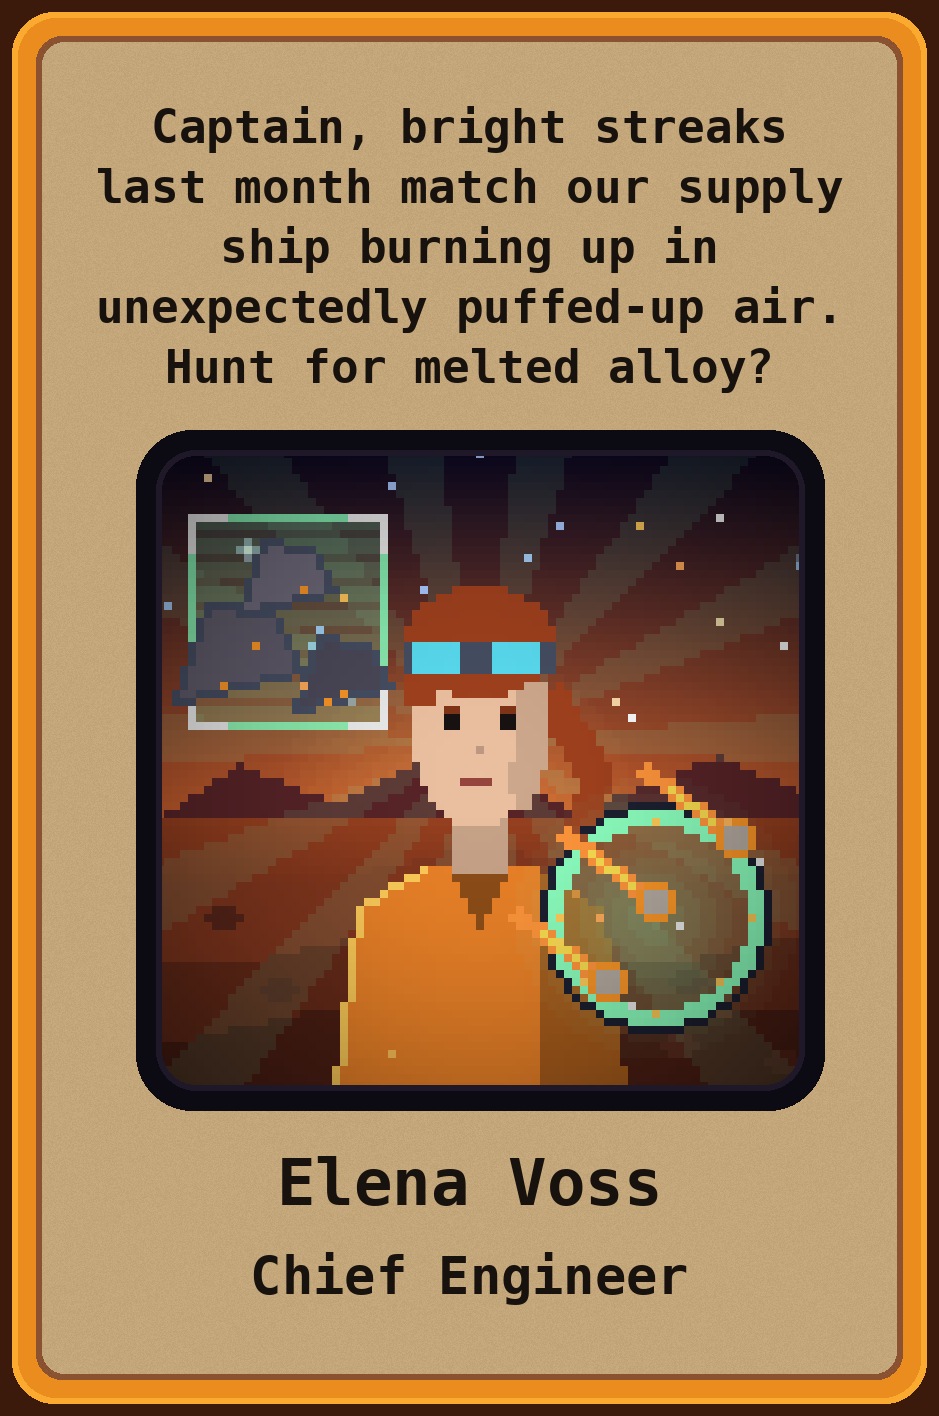 Captain, bright streaks
last month match our supply
ship burning up in
unexpectedly puffed-up air.
Hunt for melted alloy?
Elena Voss
Chief Engineer